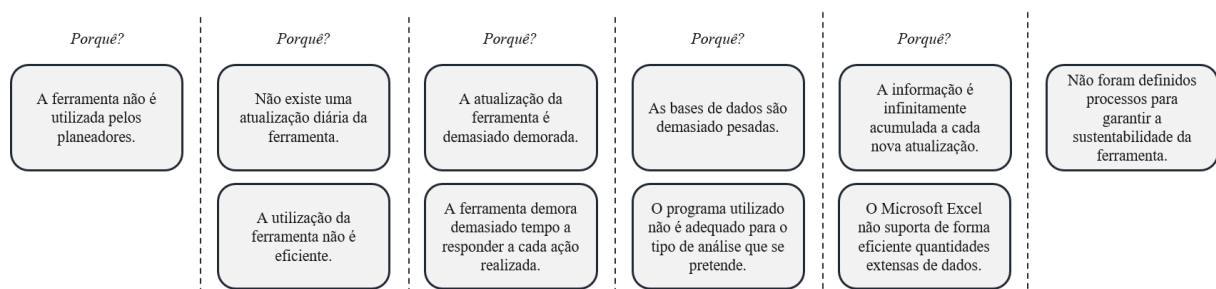 Porquê?
Porquê?
Porquê?
Porquê?
Porquê?
A ferramenta não é
utilizada pelos
planeadores.
Não existe uma
atualização diária da
ferramenta.
A atualização da
ferramenta é
demasiado demorada.
As bases de dados são
demasiado pesadas.
A informação é
infinitamente
acumulada a cada
nova atualização.
Não foram definidos
processos para
garantir a
sustentabilidade da
ferramenta.
A utilização da
ferramenta não é
eficiente.
A ferramenta demora
demasiado tempo a
responder a cada ação
realizada.
O programa utilizado
não é adequado para o
tipo de análise que se
pretende.
O Microsoft Excel
não suporta de forma
eficiente quantidades
extensas de dados.